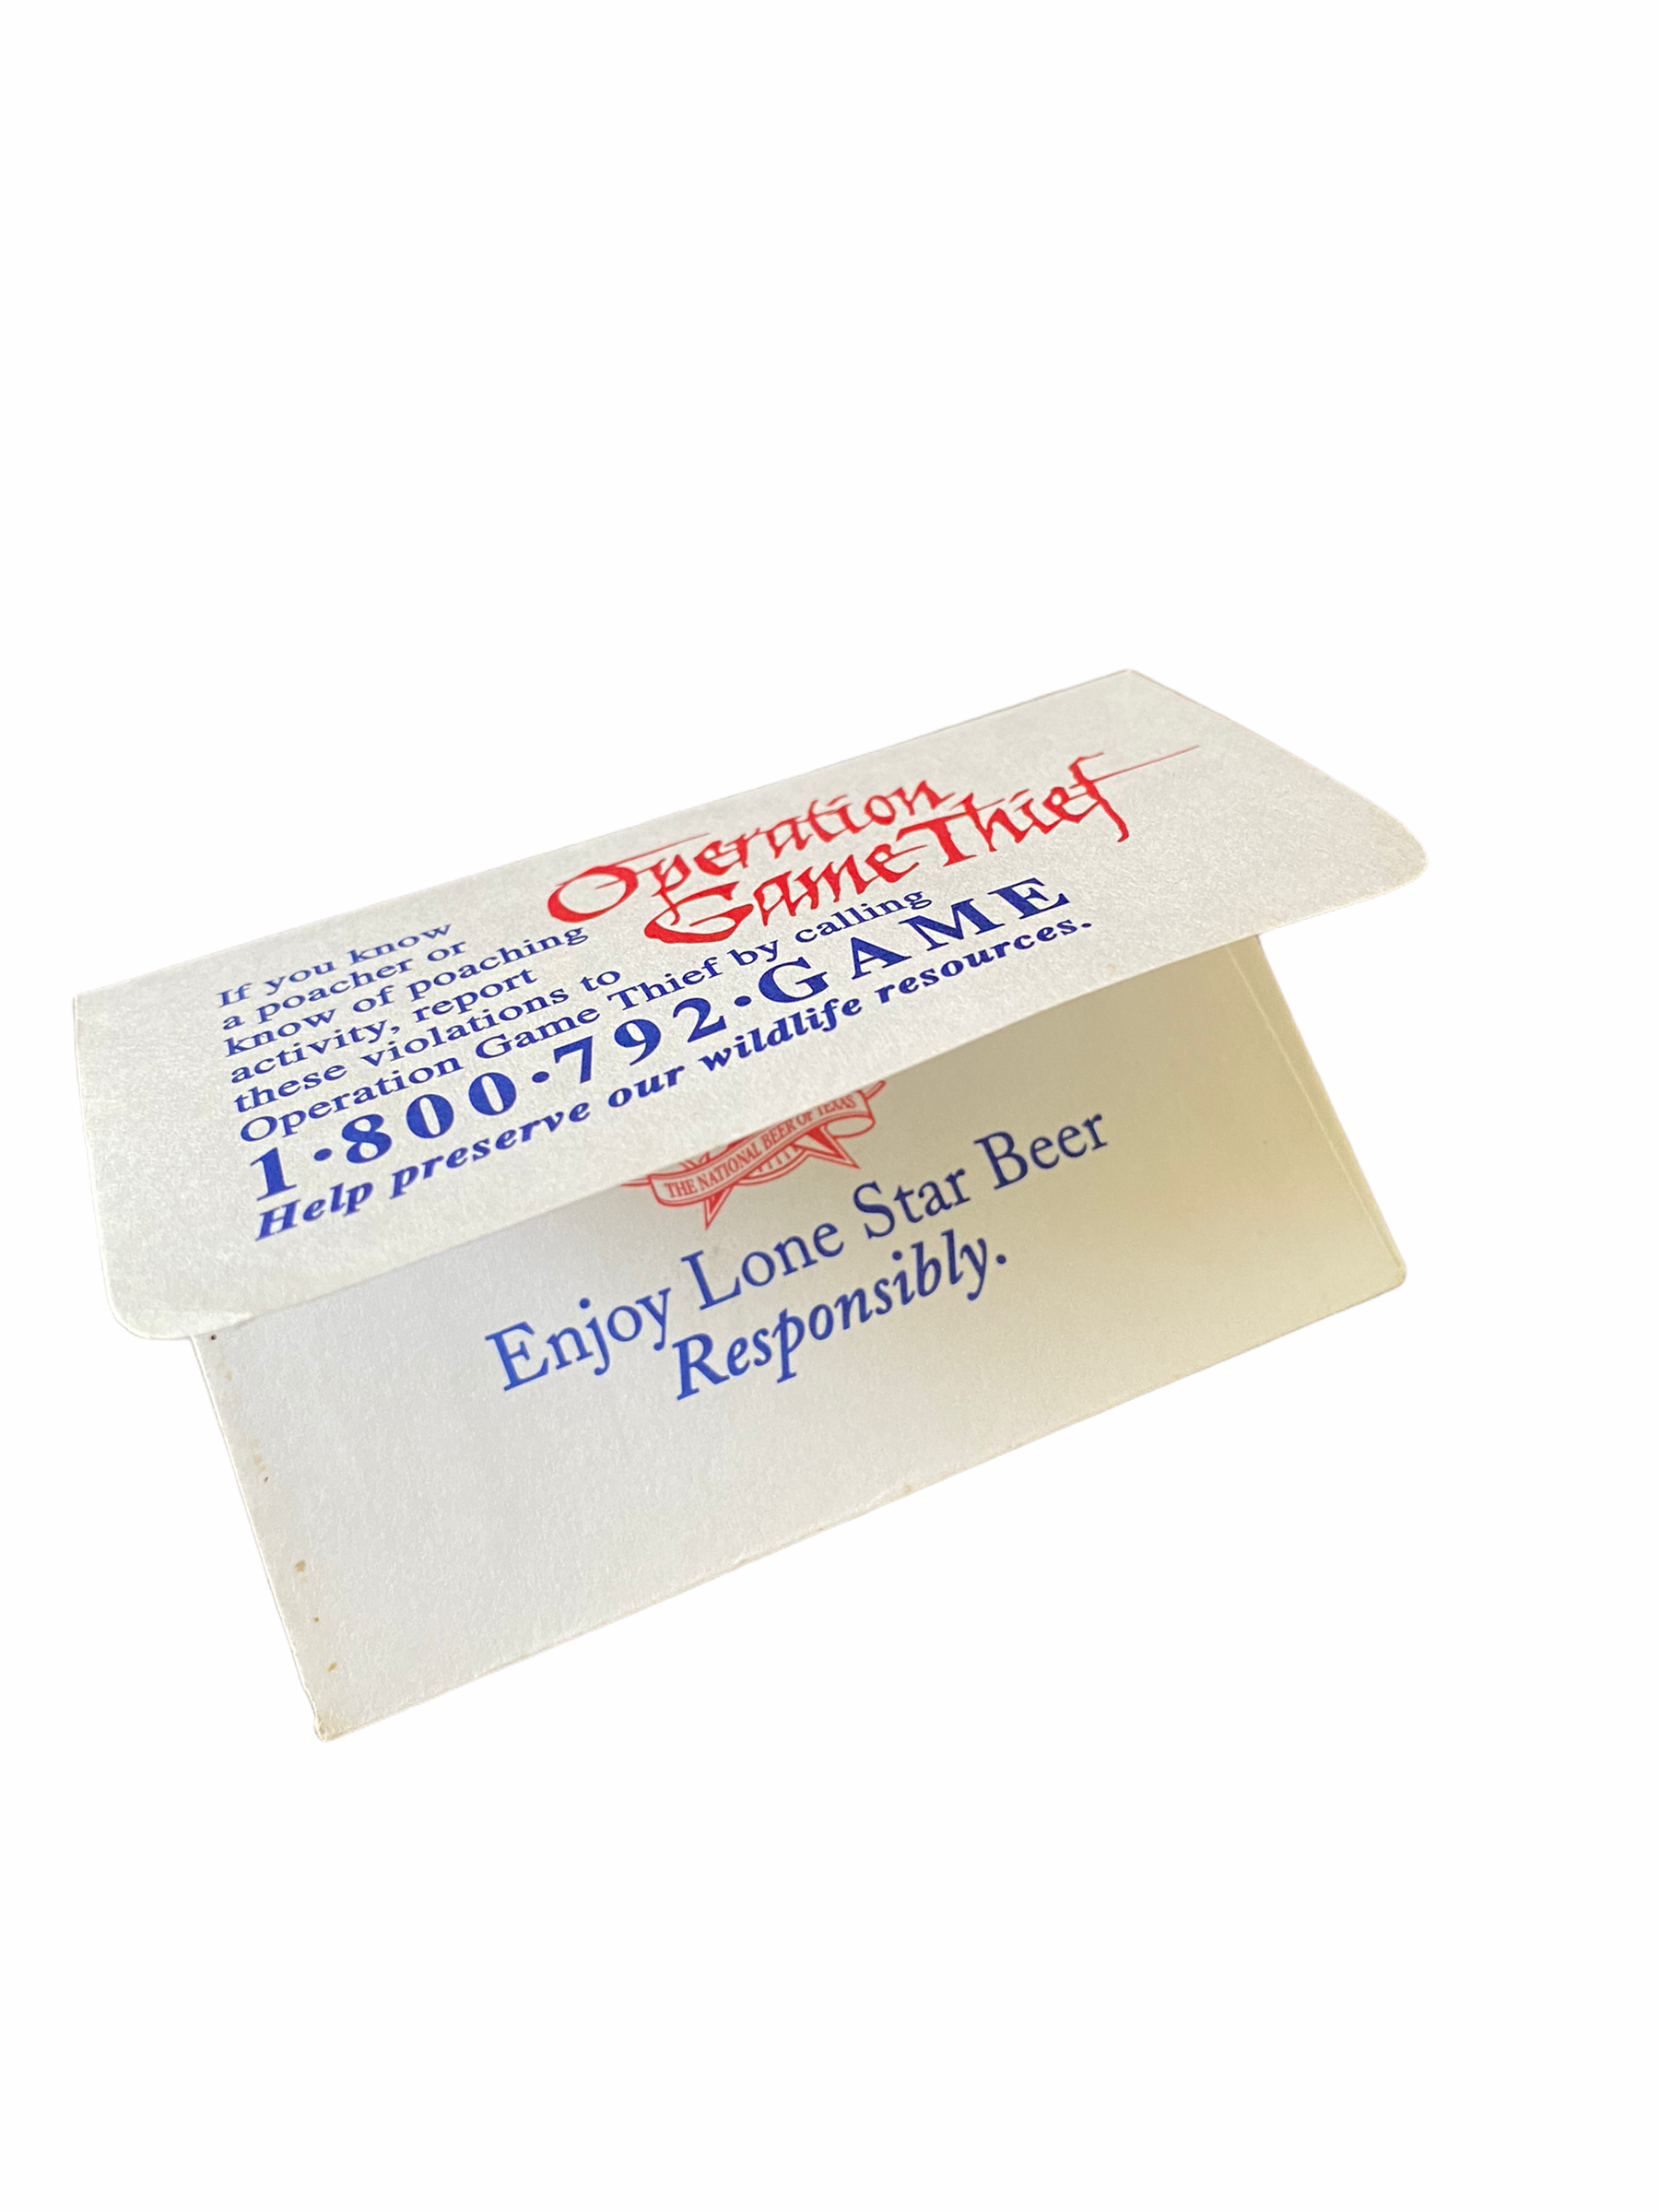 Operation
Game Thief
If you know
a poacher or
know of poaching
activity, report
these violations to
Operation Game Thief by calling
1•800•792•GAME
Help preserve our wildlife resources.
THE NATIONAL BEER OF TEXAS
Enjoy Lone Star Beer
Responsibly.